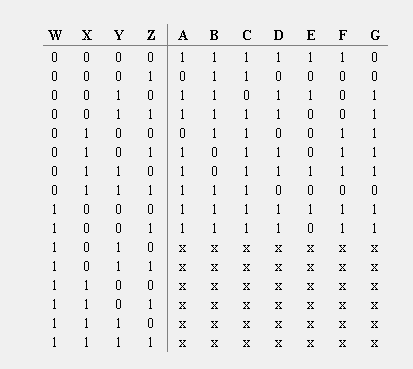 W X Y Z A B C D E F G
0 0 0 0 1 1 1 1 1 1 0
0 0 0 1 0 1 1 0 0 0 0
0 0 1 0 1 1 0 1 1 0 1
0 0 1 1 1 1 1 1 0 0 1
0 1 0 0 0 1 1 0 0 1 1
0 1 0 1 1 0 1 1 0 1 1
0 1 1 0 1 0 1 1 1 1 1
0 1 1 1 1 1 1 0 0 0 0
1 0 0 0 1 1 1 1 1 1 1
1 0 0 1 1 1 1 1 0 1 1
1 0 1 0 x x x x x x x
1 0 1 1 x x x x x x x
1 1 0 0 x x x x x x x
1 1 0 1 x x x x x x x
1 1 1 0 x x x x x x x
1 1 1 1 x x x x x x x